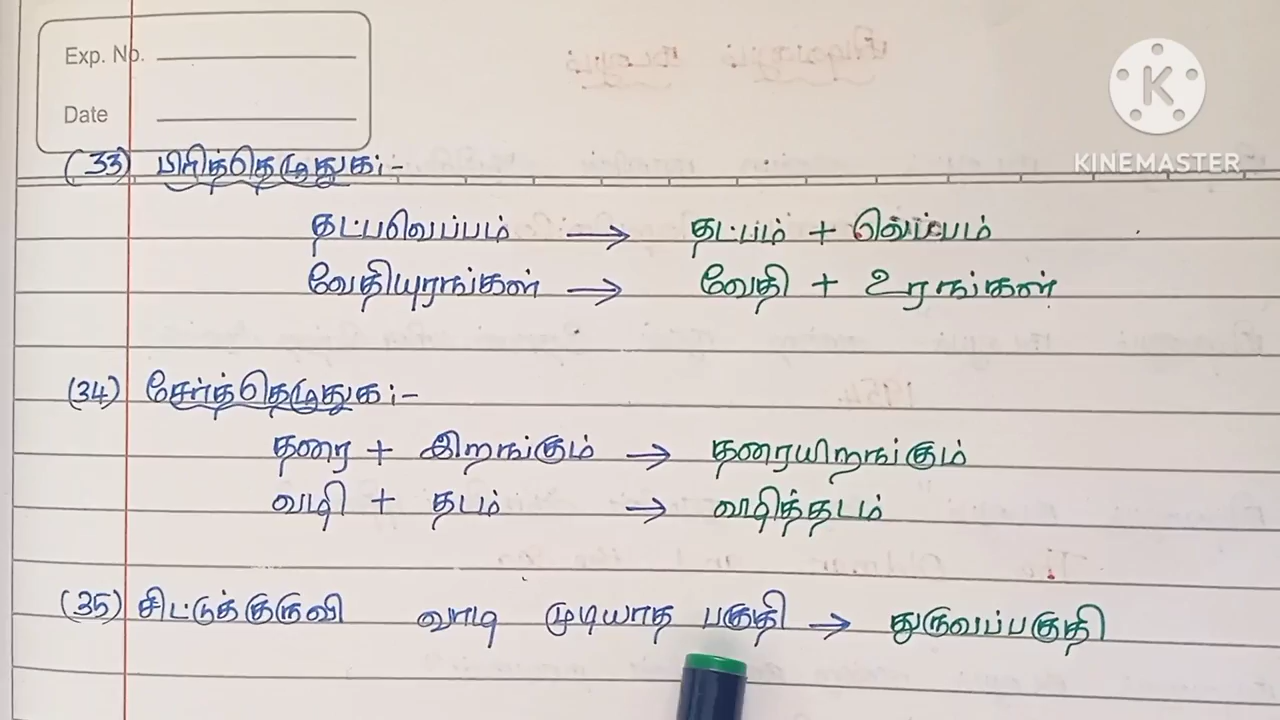 Exp. No.
Date
KINEMASTER
(33) பிரித்தெழுதுக:-
தட்பவெப்பம் → தட்பம் + வெப்பம்
வேதியுரங்கள் → வேதி + உரங்கள்
(34) சேர்த்தெழுதுக:-
தரை + இறங்கும் → தரையிறங்கும்
வழி + தடம் → வழித்தடம்
(35) சிட்டுக்குருவி வாழ முடியாத பகுதி → துருவப்பகுதி